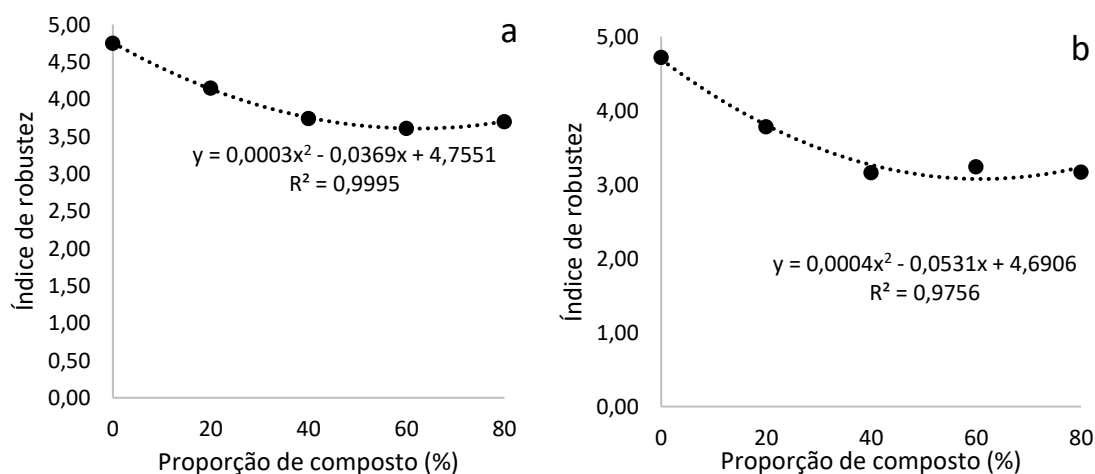 a
5,00
4,50
4,00
3,50
3,00
2,50
2,00
1,50
1,00
0,50
0,00
Índice de robustez
y = 0,0003x² - 0,0369x + 4,7551
R² = 0,9995
0 20 40 60 80
Proporção de composto (%)
b
5,00
4,00
3,00
2,00
1,00
0,00
Índice de robustez
y = 0,0004x² - 0,0531x + 4,6906
R² = 0,9756
0 20 40 60 80
Proporção de composto (%)